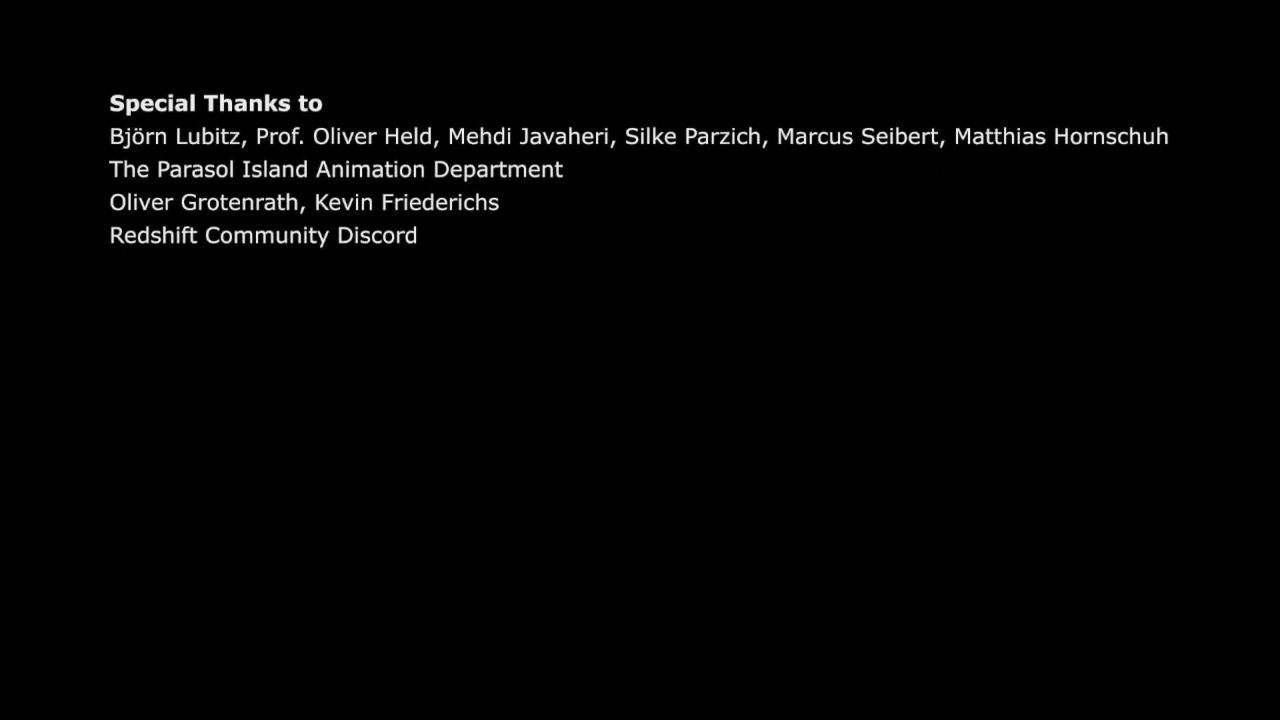 Special Thanks to
Björn Lubitz, Prof. Oliver Held, Mehdi Javaheri, Silke Parzich, Marcus Seibert, Matthias Hornschuh
The Parasol Island Animation Department
Oliver Grotenrath, Kevin Friederichs
Redshift Community Discord